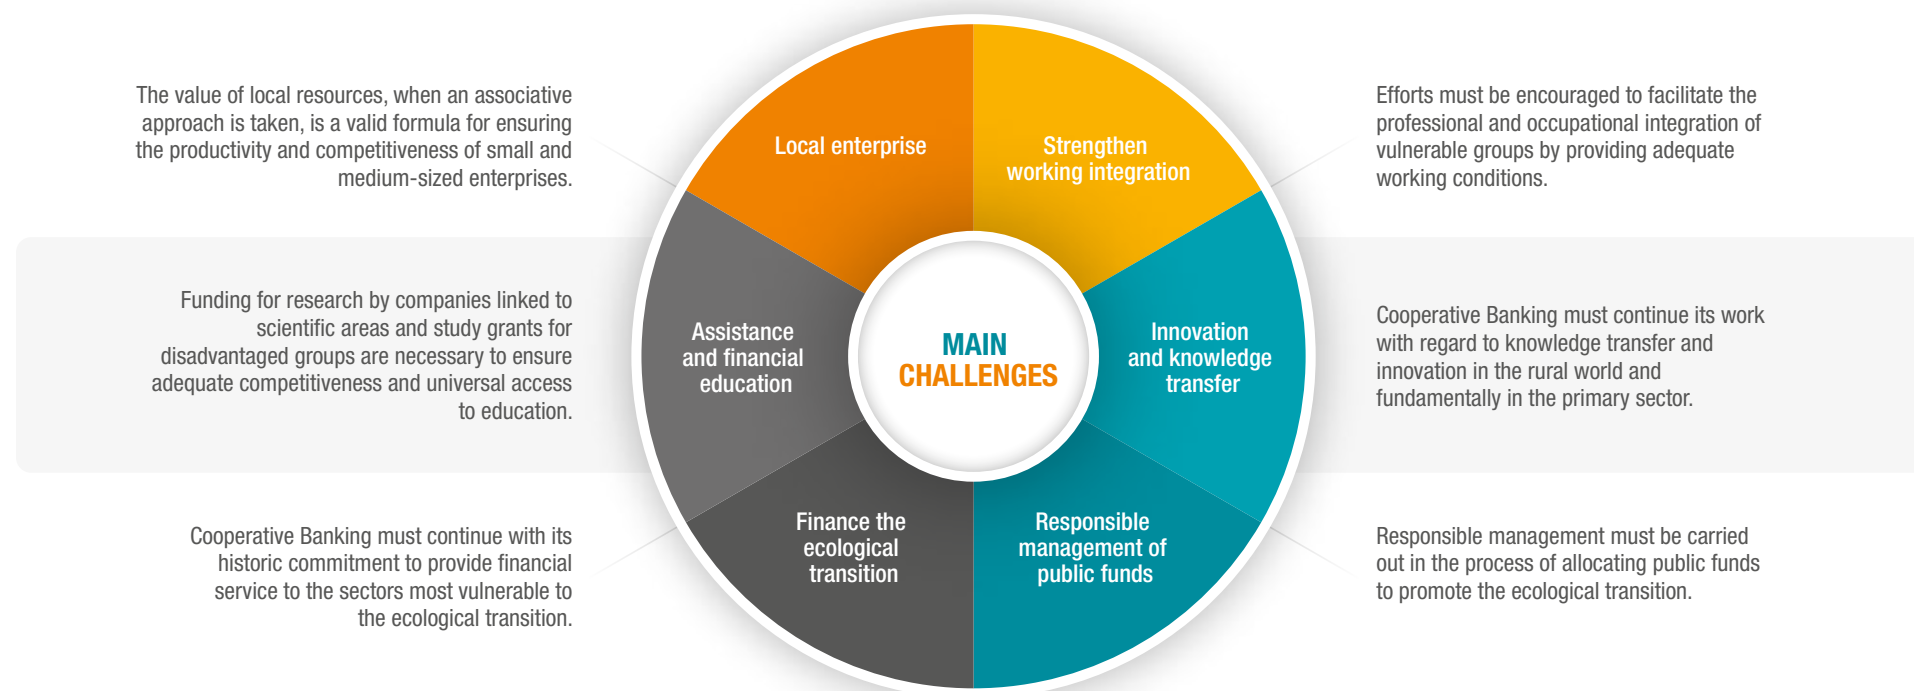 The value of local resources, when an associative
approach is taken, is a valid formula for ensuring
the productivity and competitiveness of small and
medium-sized enterprises.
Local enterprise
Strengthen
working integration
Efforts must be encouraged to facilitate the
professional and occupational integration of
vulnerable groups by providing adequate
working conditions.
Funding for research by companies linked to
scientific areas and study grants for
disadvantaged groups are necessary to ensure
adequate competitiveness and universal access
to education.
Assistance
and financial
education
MAIN
CHALLENGES
Innovation
and knowledge
transfer
Cooperative Banking must continue its work
with regard to knowledge transfer and
innovation in the rural world and
fundamentally in the primary sector.
Cooperative Banking must continue with its
historic commitment to provide financial
service to the sectors most vulnerable to
the ecological transition.
Finance the
ecological
transition
Responsible
management of
public funds
Responsible management must be carried
out in the process of allocating public funds
to promote the ecological transition.